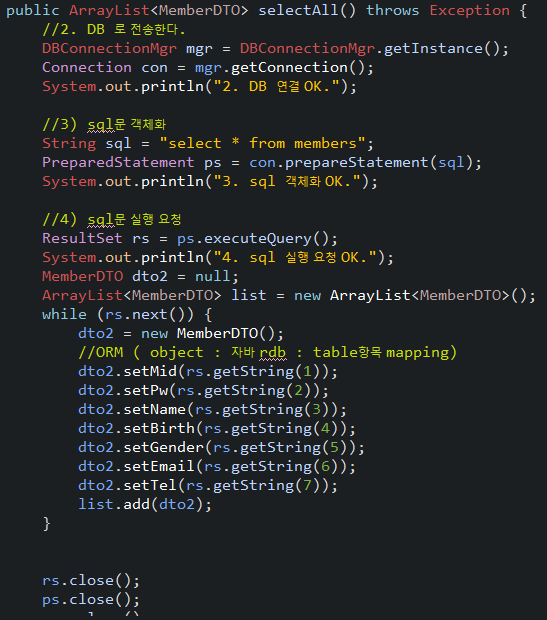 public ArrayList<MemberDTO> selectAll() throws Exception {
//2. DB 로 전송한다.
DBConnectionMgr mgr = DBConnectionMgr.getInstance();
Connection con = mgr.getConnection();
System.out.println("2. DB 연결 OK.");
//3) sql문 객체화
String sql = "select * from members";
PreparedStatement ps = con.prepareStatement(sql);
System.out.println("3. sql 객체화 OK.");
//4) sql문 실행 요청
ResultSet rs = ps.executeQuery();
System.out.println("4. sql 실행 요청 OK.");
MemberDTO dto2 = null;
ArrayList<MemberDTO> list = new ArrayList<MemberDTO>();
while (rs.next()) {
dto2 = new MemberDTO();
//ORM ( object : 자바 rdb : table항목 mapping)
dto2.setMid(rs.getString(1));
dto2.setPw(rs.getString(2));
dto2.setName(rs.getString(3));
dto2.setBirth(rs.getString(4));
dto2.setGender(rs.getString(5));
dto2.setEmail(rs.getString(6));
dto2.setTel(rs.getString(7));
list.add(dto2);
}
rs.close();
ps.close();